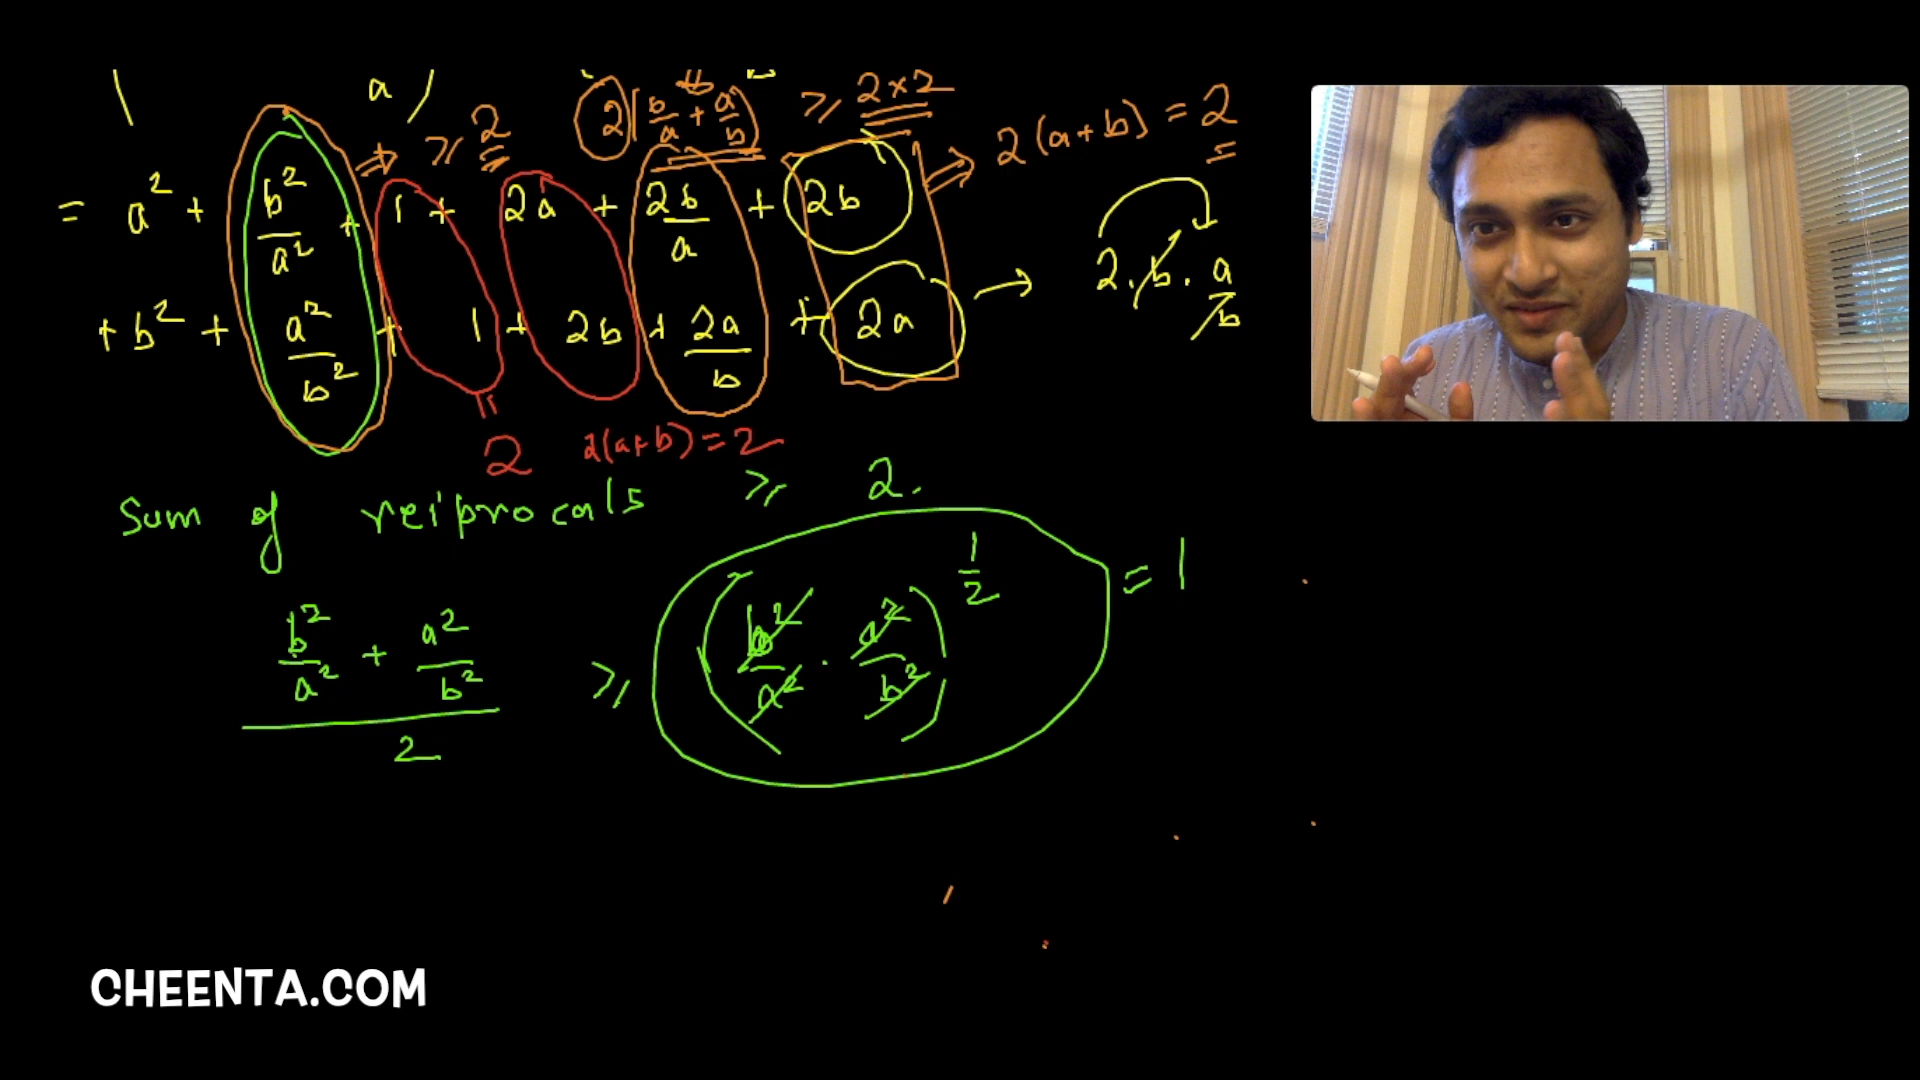 a
2(b/a + a/b) ≥ 2×2
≥ 2
⇒ 2(a+b) = 2
= a² + b²/a² + 1 + 2a + 2b/a + 2b
+ b² + a²/b² + 1 + 2b + 2a/b + 2a → 2.b.a/b
2 2(a+b) = 2
Sum of reiprocals ≥ 2.
(b²/a² + a²/b²)/2 ≥ (b²/a² . a²/b²)^(1/2) = 1
CHEENTA.COM